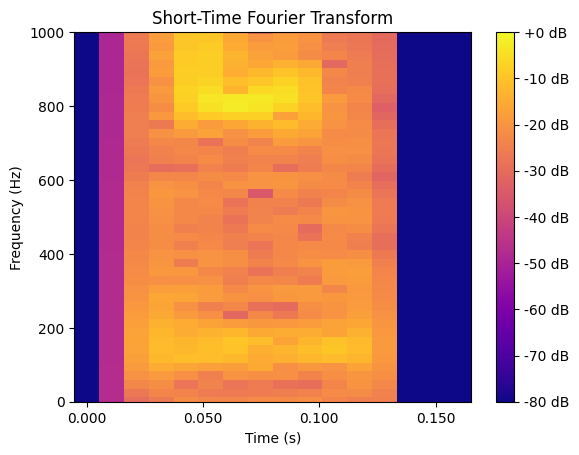 Short-Time Fourier Transform
1000
800
600
400
200
0
Frequency (Hz)
0.000
0.050
0.100
0.150
Time (s)
+0 dB
-10 dB
-20 dB
-30 dB
-40 dB
-50 dB
-60 dB
-70 dB
-80 dB